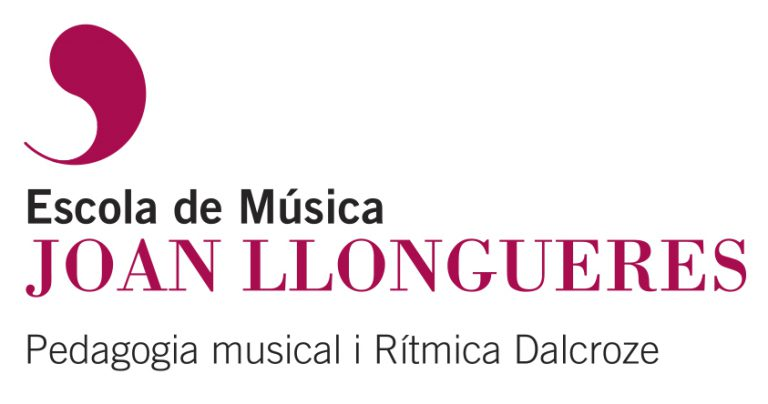 Escola de Música
JOAN LLONGUERES
Pedagogia musical i Rítmica Dalcroze